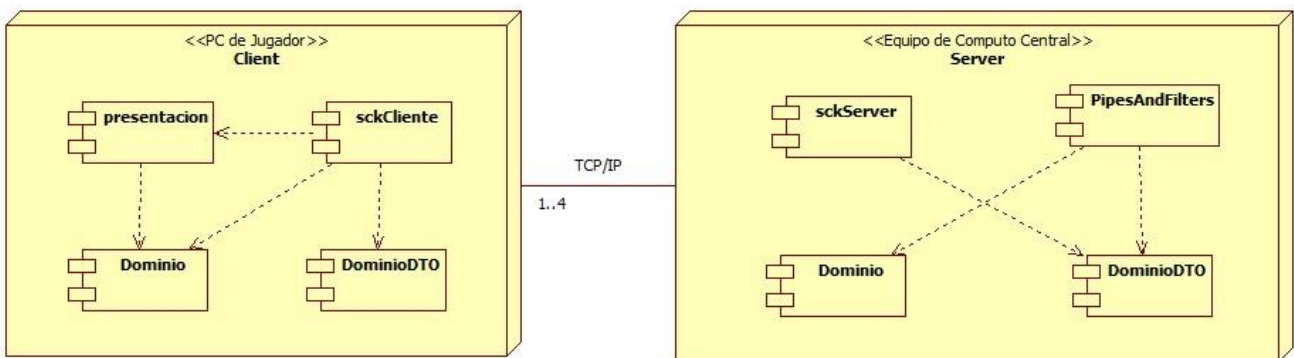 <<PC de Jugador>>
Client
presentacion
sckCliente
Dominio
DominioDTO
TCP/IP
1..4
<<Equipo de Computo Central>>
Server
sckServer
PipesAndFilters
Dominio
DominioDTO